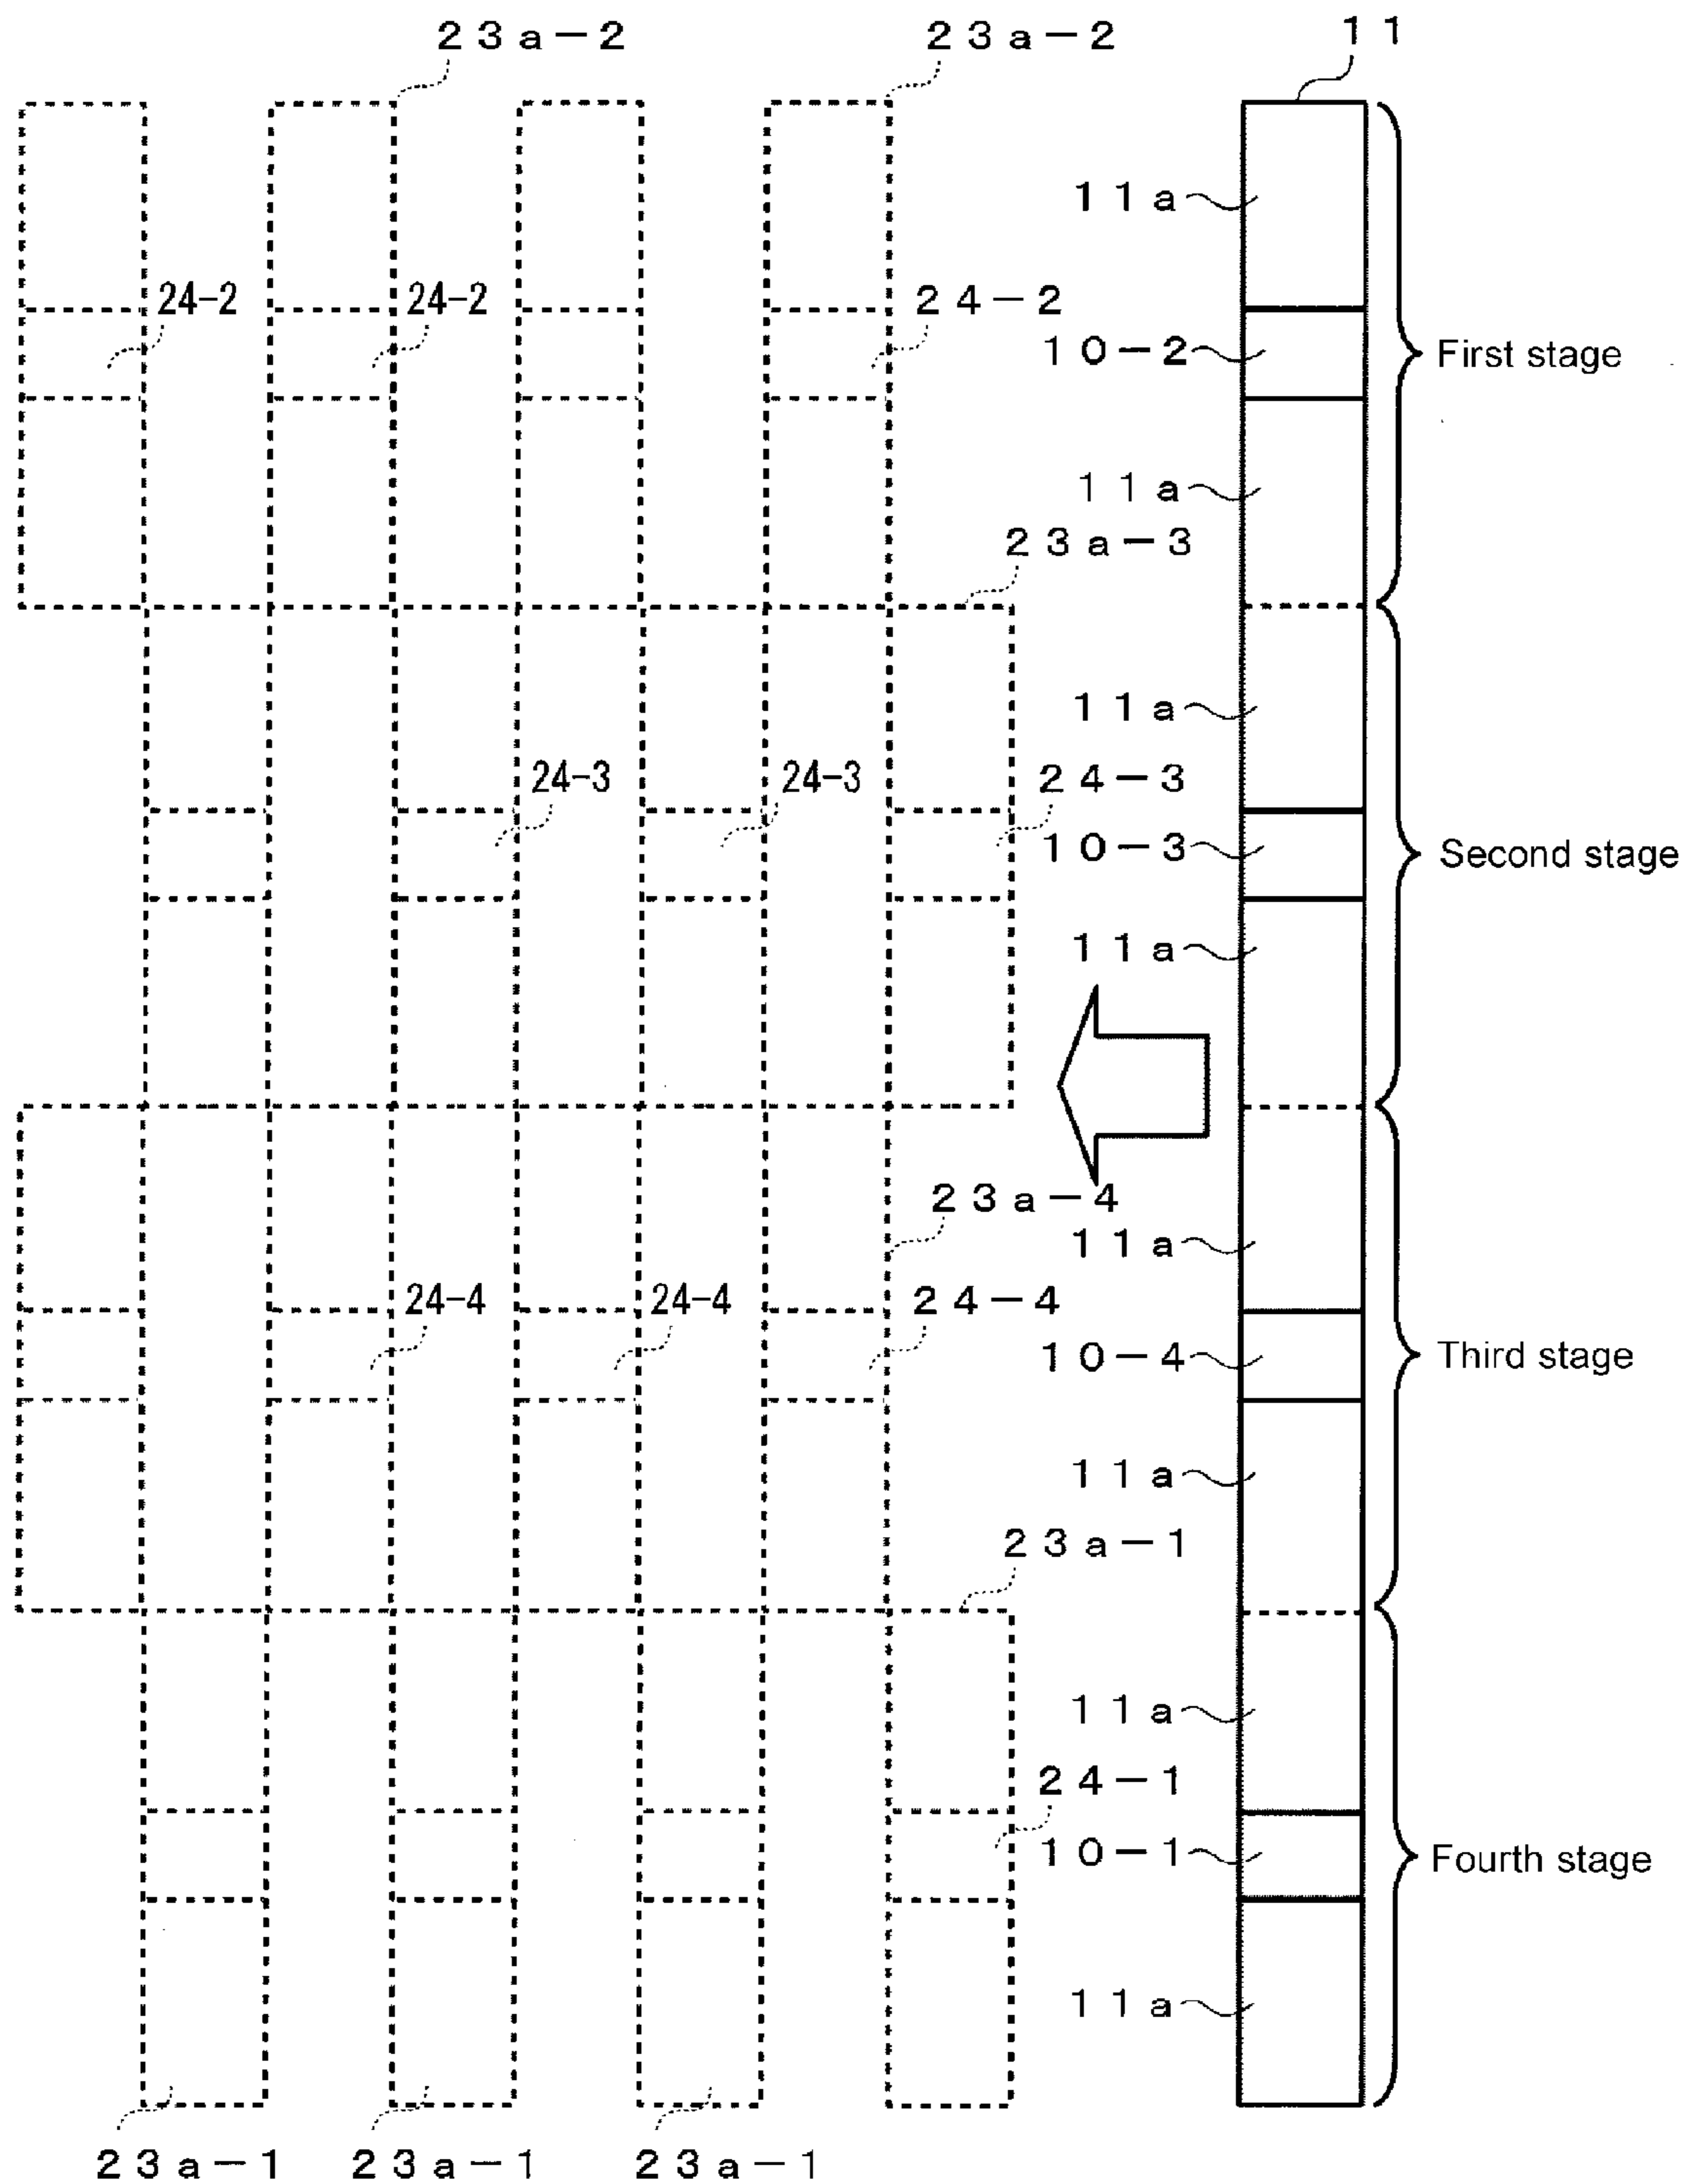 23a-2 23a-2 11
11a
24-2 24-2 24-2
10-2 First stage
11a
23a-3
11a
24-3 24-3 24-3
10-3 Second stage
11a
23a-4
11a
24-4 24-4 24-4
10-4 Third stage
11a
23a-1
11a
24-1
10-1 Fourth stage
11a
23a-1 23a-1 23a-1